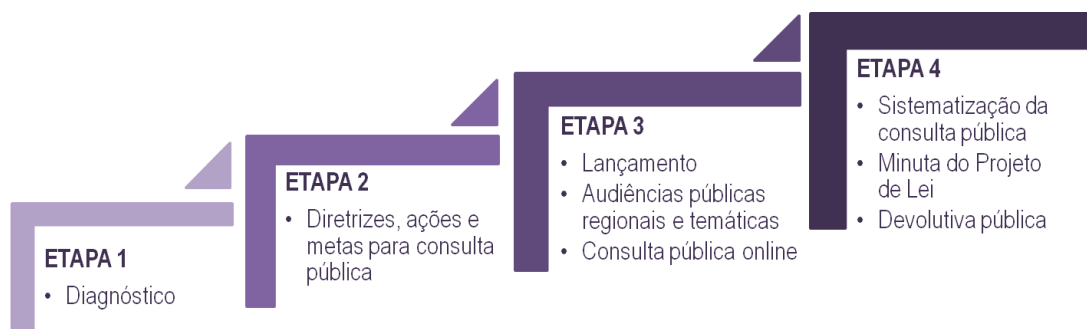 ETAPA 1
• Diagnóstico
ETAPA 2
• Diretrizes, ações e
metas para consulta
pública
ETAPA 3
• Lançamento
• Audiências públicas
regionais e temáticas
• Consulta pública online
ETAPA 4
• Sistematização da
consulta pública
• Minuta do Projeto
de Lei
• Devolutiva pública